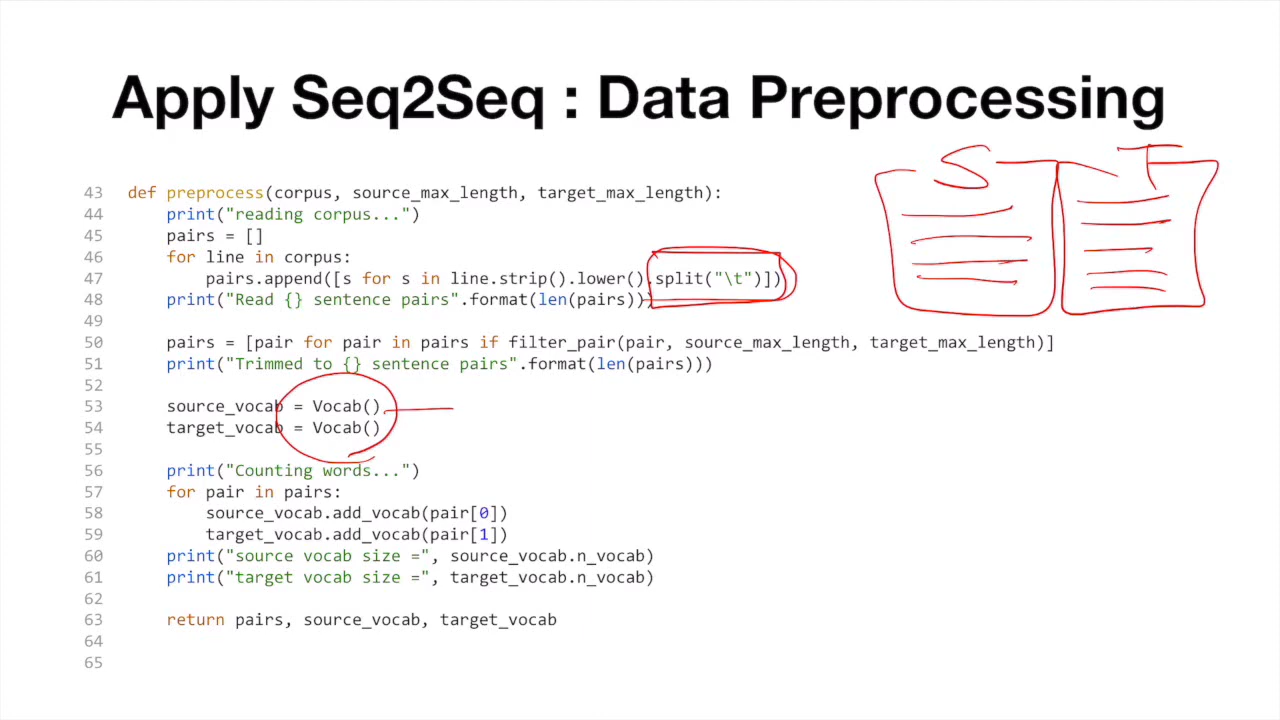 Apply Seq2Seq : Data Preprocessing
S T
43 def preprocess(corpus, source_max_length, target_max_length):
44 print("reading corpus...")
45 pairs = []
46 for line in corpus:
47 pairs.append([s for s in line.strip().lower().split("\t")])
48 print("Read {} sentence pairs".format(len(pairs)))
49
50 pairs = [pair for pair in pairs if filter_pair(pair, source_max_length, target_max_length)]
51 print("Trimmed to {} sentence pairs".format(len(pairs)))
52
53 source_vocab = Vocab()
54 target_vocab = Vocab()
55
56 print("Counting words...")
57 for pair in pairs:
58 source_vocab.add_vocab(pair[0])
59 target_vocab.add_vocab(pair[1])
60 print("source vocab size =", source_vocab.n_vocab)
61 print("target vocab size =", target_vocab.n_vocab)
62
63 return pairs, source_vocab, target_vocab
64
65